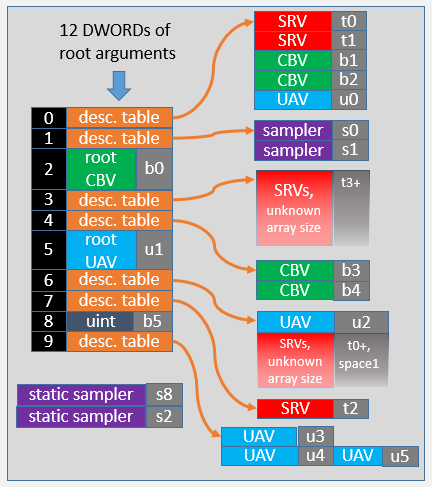 12 DWORDs of
root arguments
0 desc. table
1 desc. table
2 root CBV b0
3 desc. table
4 desc. table
5 root UAV u1
6 desc. table
7 desc. table
8 uint b5
9 desc. table
static sampler s8
static sampler s2
SRV t0
SRV t1
CBV b1
CBV b2
UAV u0
sampler s0
sampler s1
SRVs, t3+
unknown
array size
CBV b3
CBV b4
UAV u2
SRVs, t0+,
unknown space1
array size
SRV t2
UAV u3
UAV u4 UAV u5